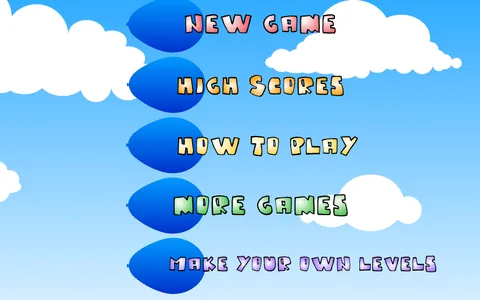 NEW GAME
HIGH SCORES
HOW TO PLAY
MORE GAMES
MAKE YOUR OWN LEVELS